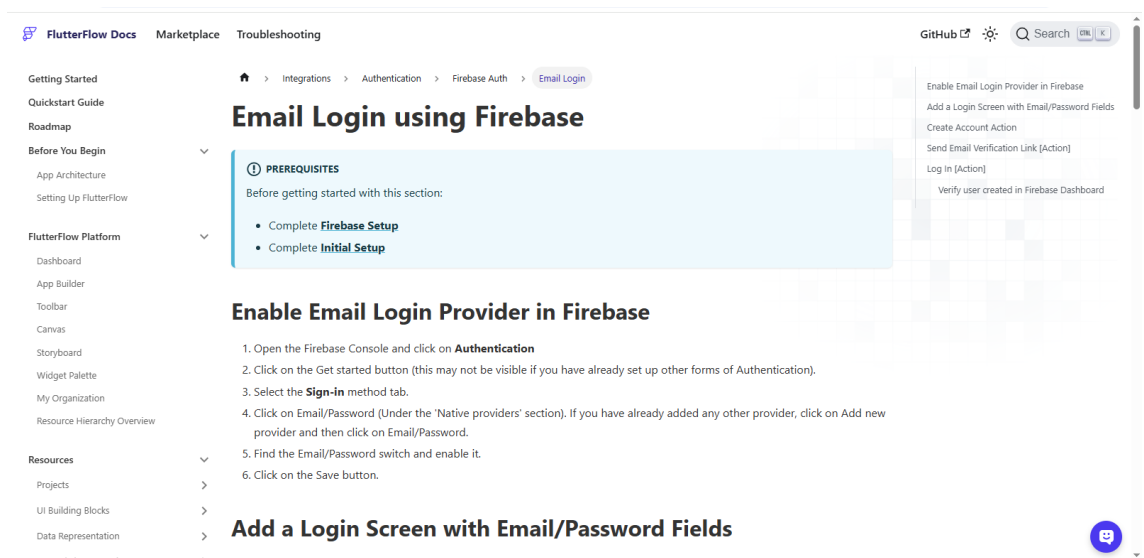 FlutterFlow Docs Marketplace Troubleshooting GitHub Search CTRL K
Getting Started
Quickstart Guide
Roadmap
Before You Begin
App Architecture
Setting Up FlutterFlow
FlutterFlow Platform
Dashboard
App Builder
Toolbar
Canvas
Storyboard
Widget Palette
My Organization
Resource Hierarchy Overview
Resources
Projects
UI Building Blocks
Data Representation
> Integrations > Authentication > Firebase Auth > Email Login
Email Login using Firebase
PREREQUISITES
Before getting started with this section:
• Complete Firebase Setup
• Complete Initial Setup
Enable Email Login Provider in Firebase
1. Open the Firebase Console and click on Authentication
2. Click on the Get started button (this may not be visible if you have already set up other forms of Authentication).
3. Select the Sign-in method tab.
4. Click on Email/Password (Under the 'Native providers' section). If you have already added any other provider, click on Add new
provider and then click on Email/Password.
5. Find the Email/Password switch and enable it.
6. Click on the Save button.
Add a Login Screen with Email/Password Fields
Enable Email Login Provider in Firebase
Add a Login Screen with Email/Password Fields
Create Account Action
Send Email Verification Link [Action]
Log In [Action]
Verify user created in Firebase Dashboard